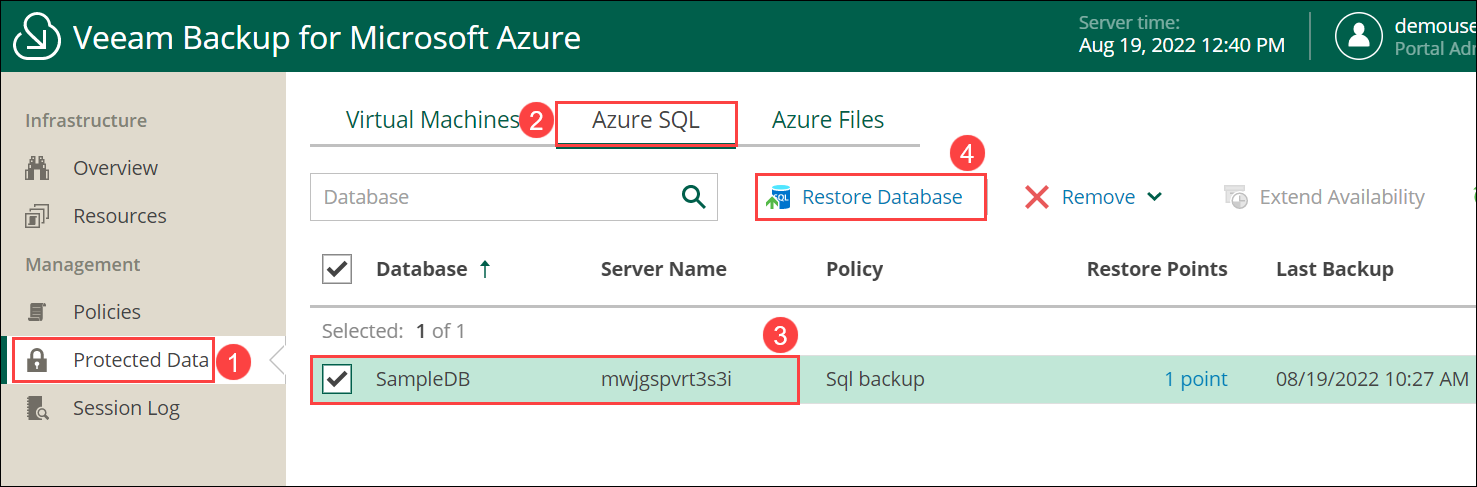 Veeam Backup for Microsoft Azure
Server time:
Aug 19, 2022 12:40 PM
demouse
Portal Adm
Infrastructure
Overview
Resources
Management
Policies
Protected Data 1
Session Log
Virtual Machines 2 Azure SQL Azure Files
4
Database Restore Database Remove Extend Availability
Database Server Name Policy Restore Points Last Backup
Selected: 1 of 1
3
SampleDB mwjgspvrt3s3i Sql backup 1 point 08/19/2022 10:27 AM